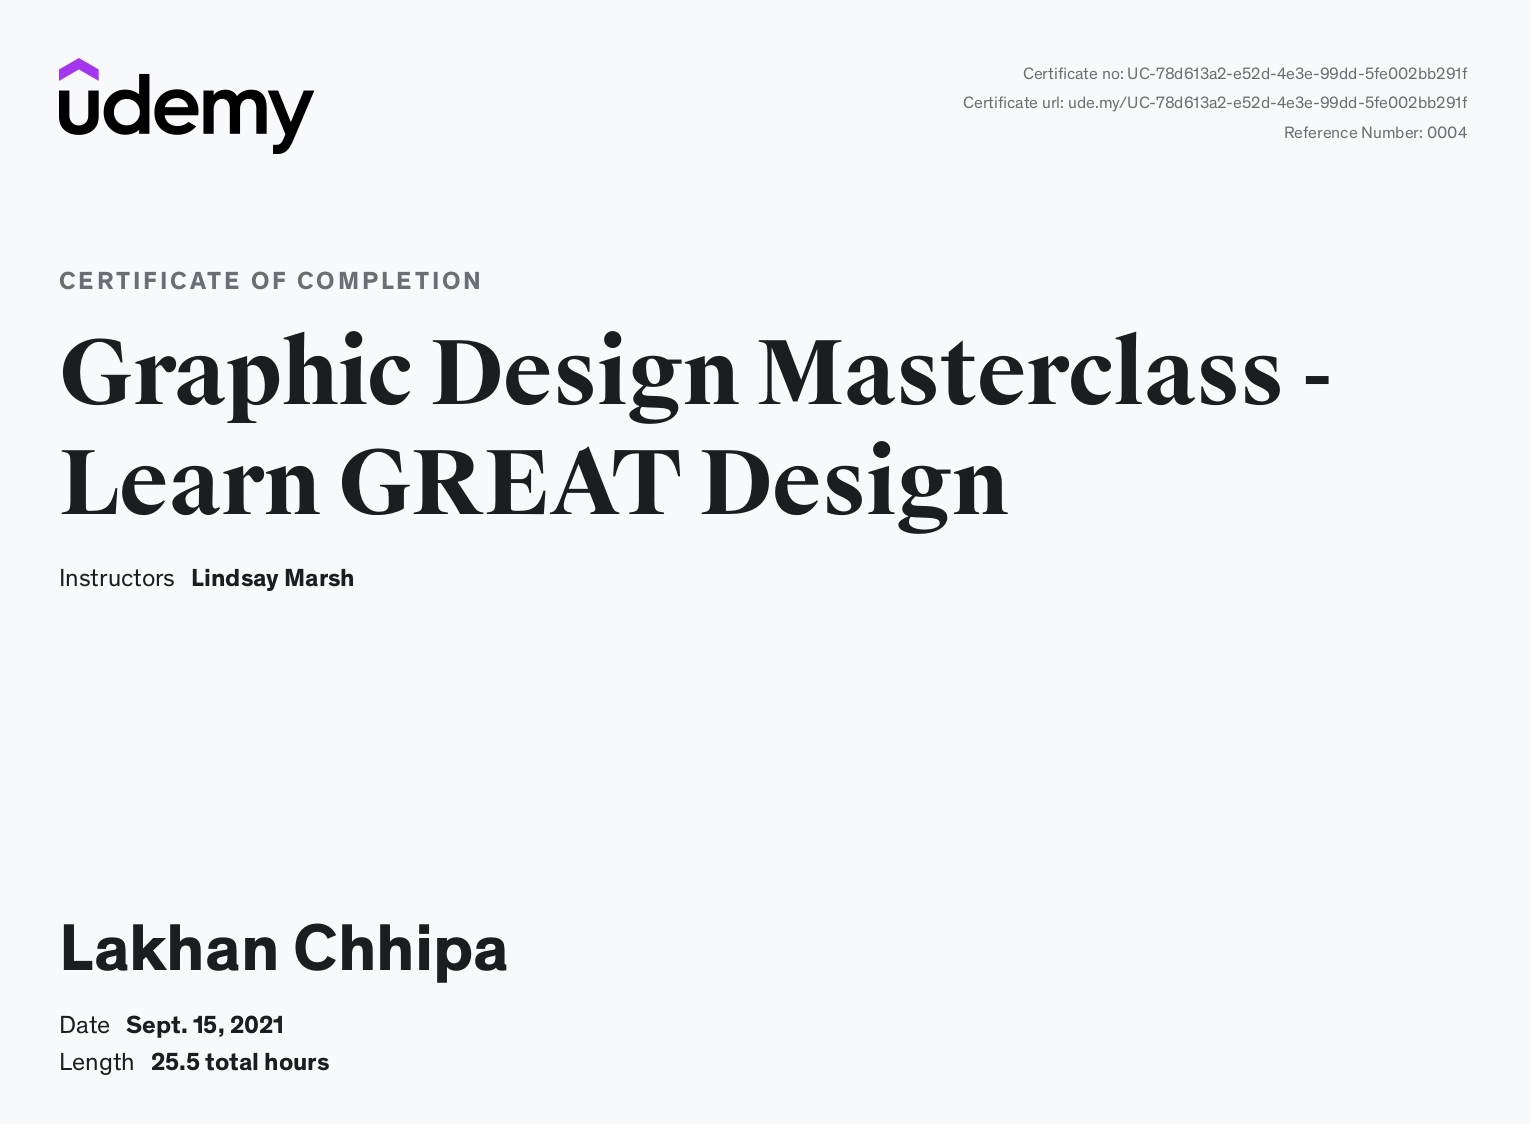 udemy
Certificate no: UC-78d613a2-e52d-4e3e-99dd-5fe002bb291f
Certificate url: ude.my/UC-78d613a2-e52d-4e3e-99dd-5fe002bb291f
Reference Number: 0004
CERTIFICATE OF COMPLETION
Graphic Design Masterclass -
Learn GREAT Design
Instructors Lindsay Marsh
Lakhan Chhipa
Date Sept. 15, 2021
Length 25.5 total hours